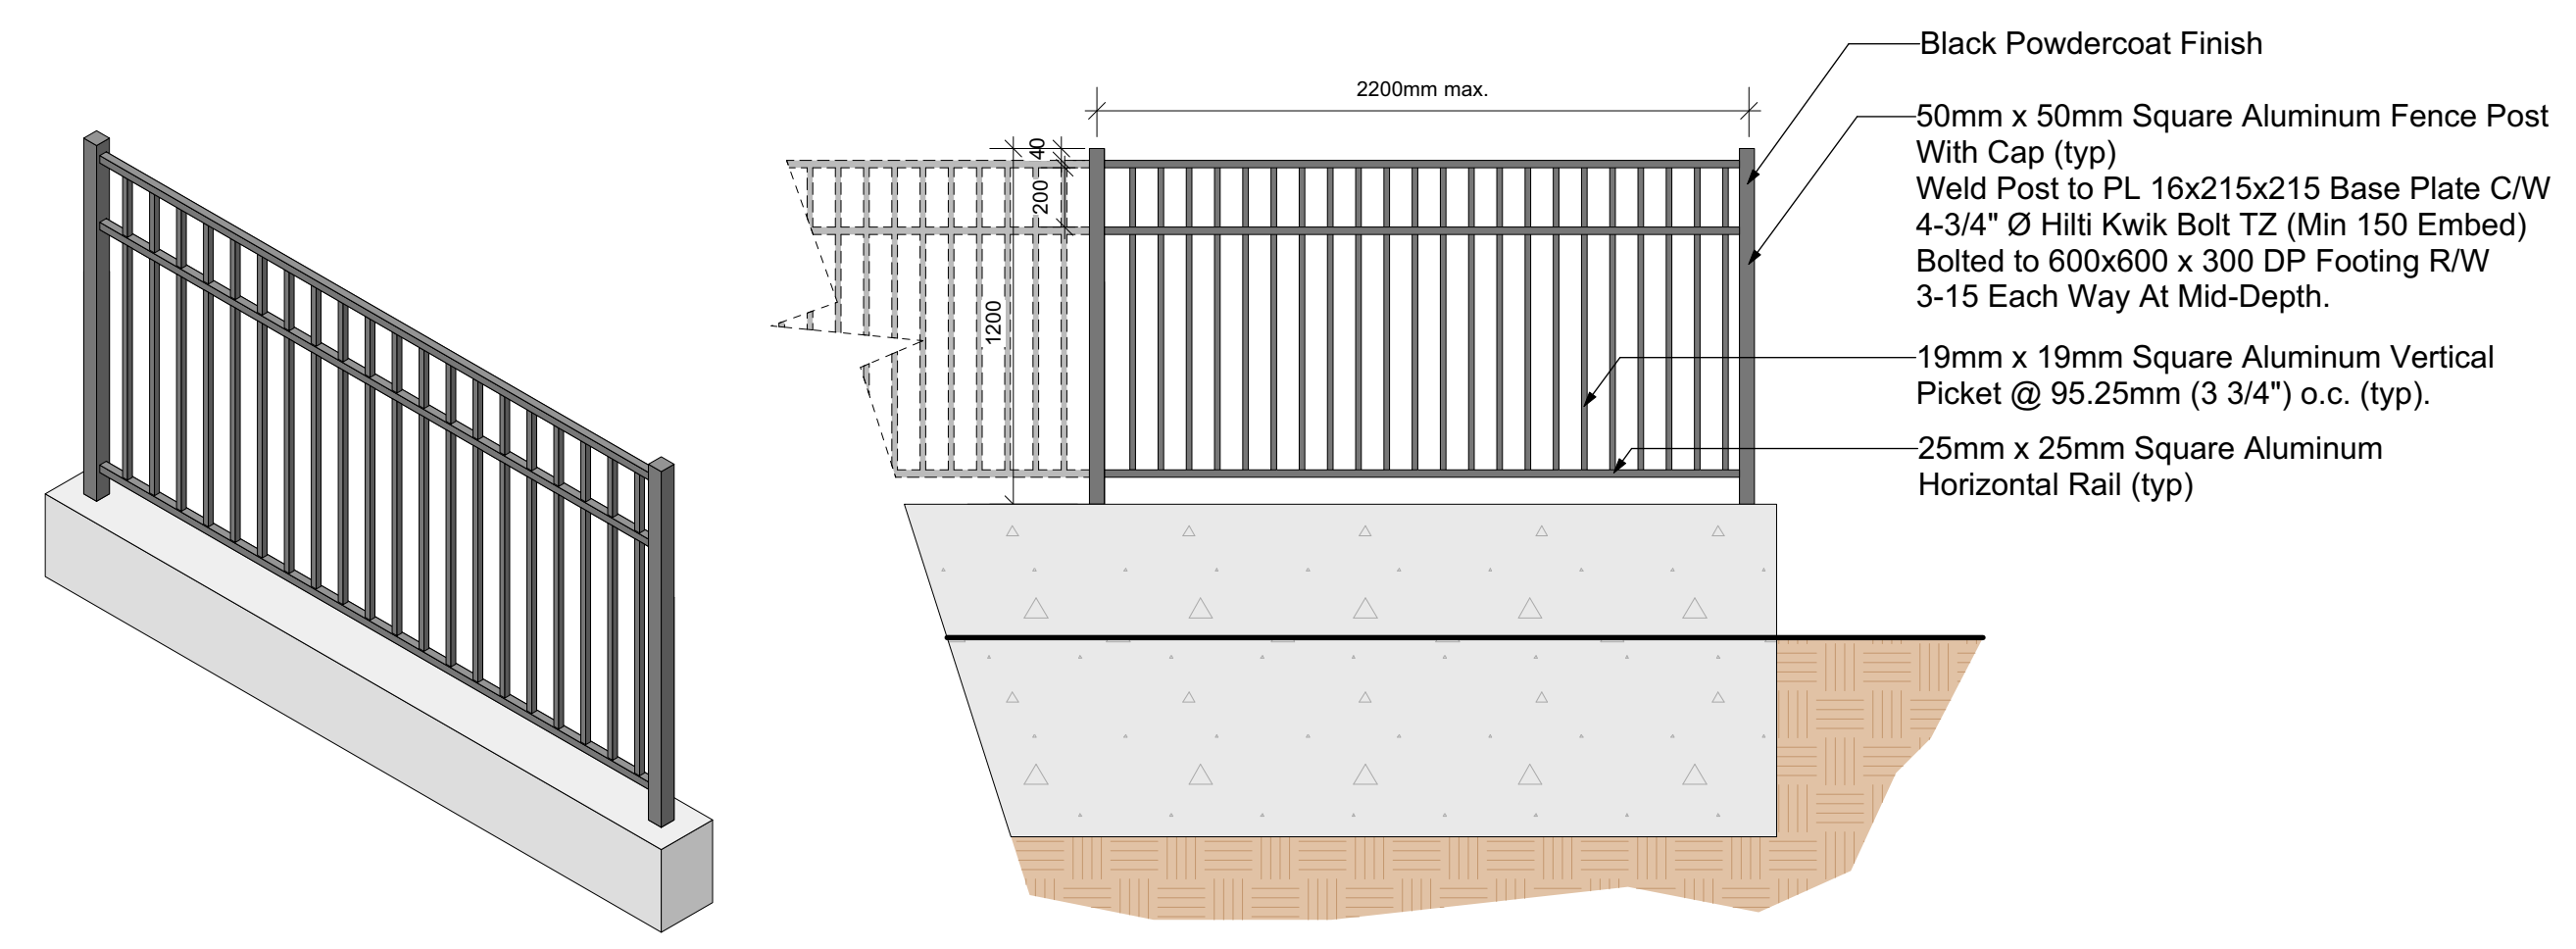 Black Powdercoat Finish
2200mm max.
50mm x 50mm Square Aluminum Fence Post
With Cap (typ)
Weld Post to PL 16x215x215 Base Plate C/W
4-3/4" Ø Hilti Kwik Bolt TZ (Min 150 Embed)
Bolted to 600x600 x 300 DP Footing R/W
3-15 Each Way At Mid-Depth.
40
200
1200
19mm x 19mm Square Aluminum Vertical
Picket @ 95.25mm (3 3/4") o.c. (typ).
25mm x 25mm Square Aluminum
Horizontal Rail (typ)